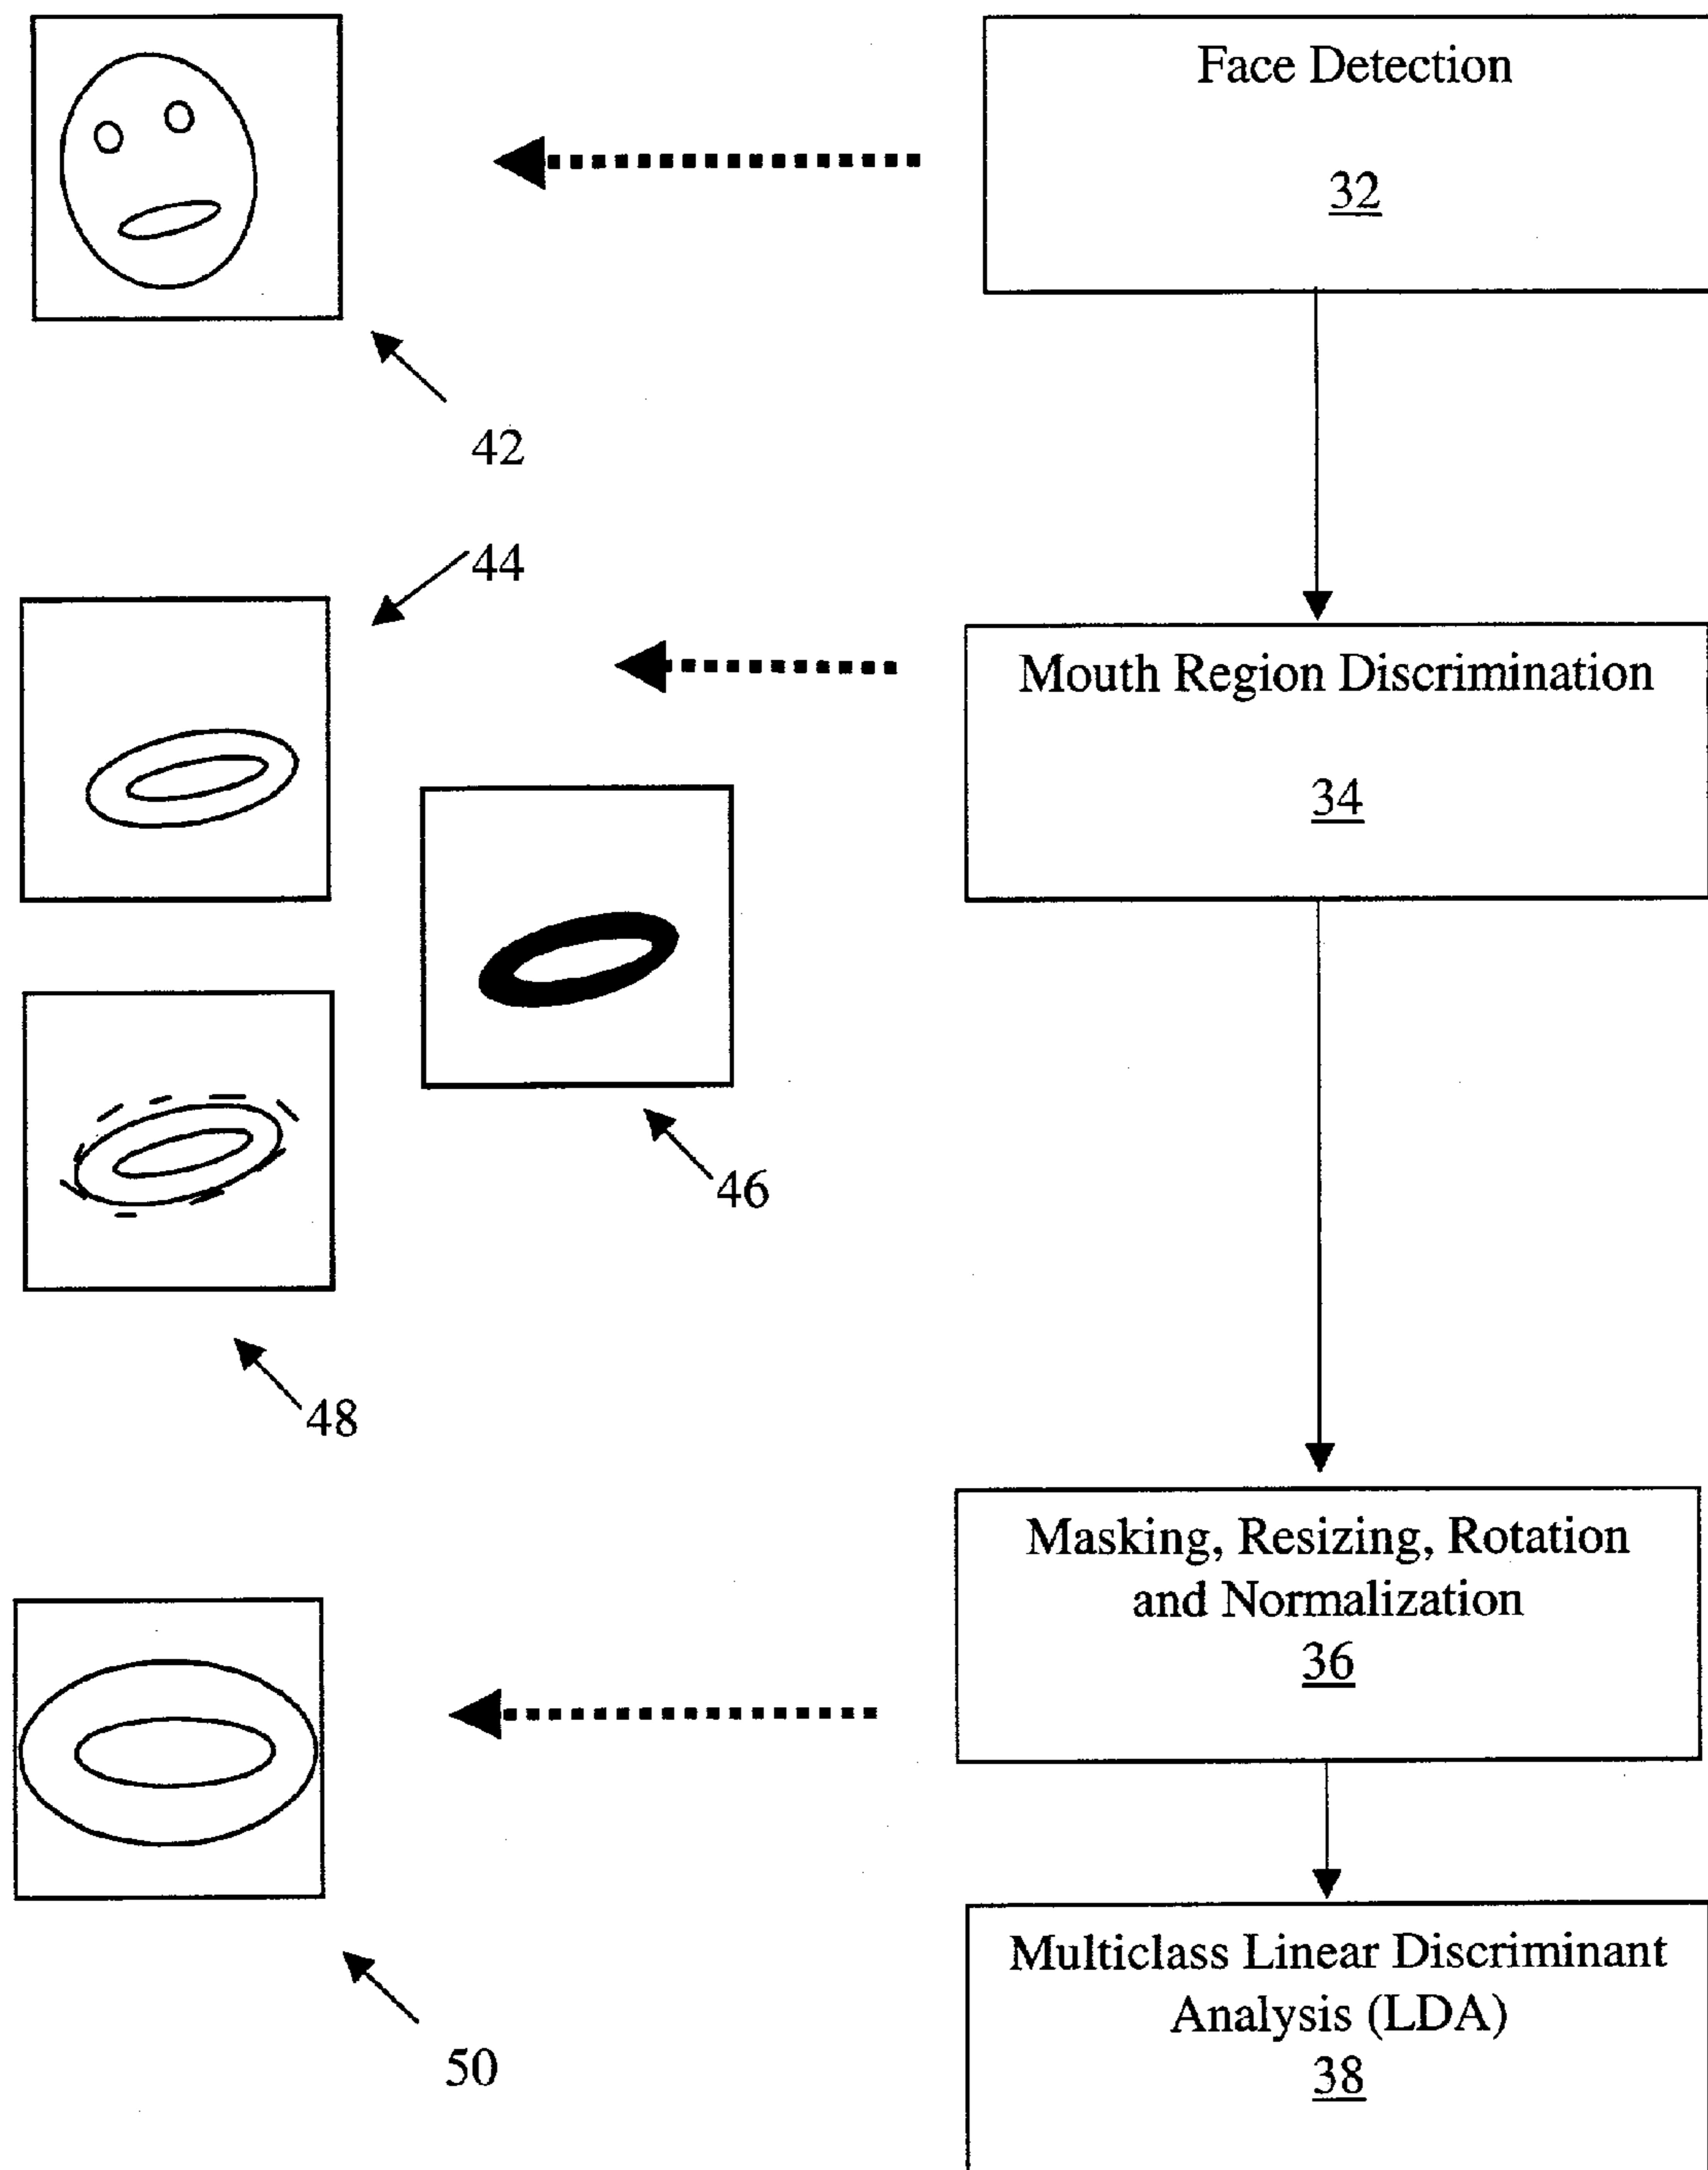 Face Detection
32
42
44
Mouth Region Discrimination
34
46
48
Masking, Resizing, Rotation
and Normalization
36
50
Multiclass Linear Discriminant
Analysis (LDA)
38